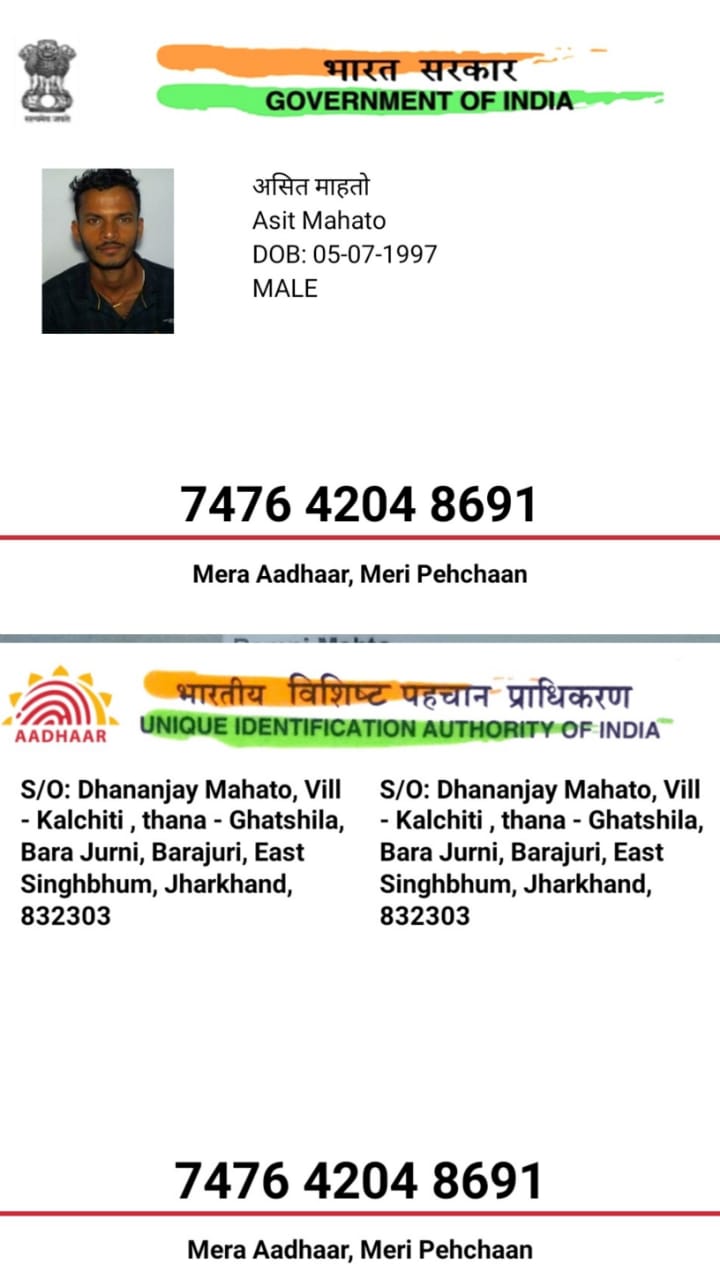 सत्यमेव जयते
भारत सरकार
GOVERNMENT OF INDIA
असित माहतो
Asit Mahato
DOB: 05-07-1997
MALE
7476 4204 8691
Mera Aadhaar, Meri Pehchaan
AADHAAR
भारतीय विशिष्ट पहचान प्राधिकरण
UNIQUE IDENTIFICATION AUTHORITY OF INDIA
S/O: Dhananjay Mahato, Vill
- Kalchiti , thana - Ghatshila,
Bara Jurni, Barajuri, East
Singhbhum, Jharkhand,
832303
S/O: Dhananjay Mahato, Vill
- Kalchiti , thana - Ghatshila,
Bara Jurni, Barajuri, East
Singhbhum, Jharkhand,
832303
7476 4204 8691
Mera Aadhaar, Meri Pehchaan